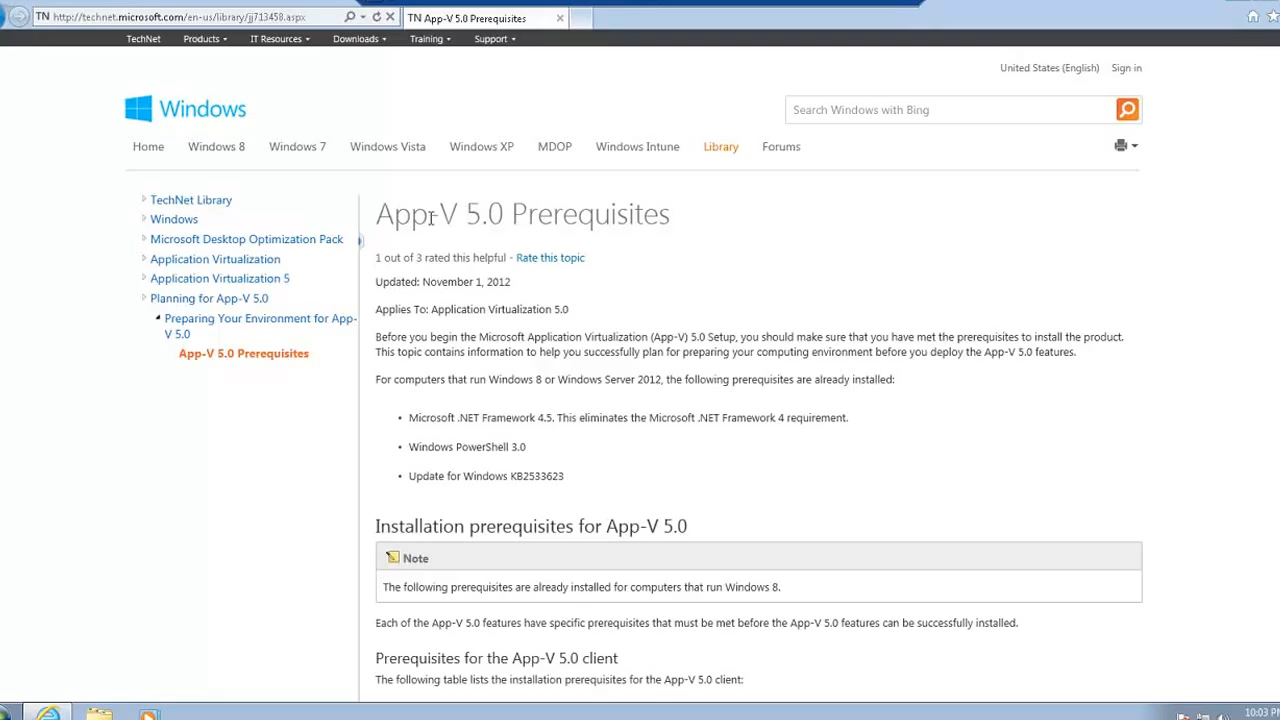 TN http://technet.microsoft.com/en-us/library/jj713458.aspx
TN App-V 5.0 Prerequisites
TechNet Products IT Resources Downloads Training Support
United States (English) Sign in
Windows
Search Windows with Bing
Home Windows 8 Windows 7 Windows Vista Windows XP MDOP Windows Intune Library Forums
TechNet Library
Windows
Microsoft Desktop Optimization Pack
Application Virtualization
Application Virtualization 5
Planning for App-V 5.0
Preparing Your Environment for App-
V 5.0
App-V 5.0 Prerequisites
App-V 5.0 Prerequisites
1 out of 3 rated this helpful - Rate this topic
Updated: November 1, 2012
Applies To: Application Virtualization 5.0
Before you begin the Microsoft Application Virtualization (App-V) 5.0 Setup, you should make sure that you have met the prerequisites to install the product.
This topic contains information to help you successfully plan for preparing your computing environment before you deploy the App-V 5.0 features.
For computers that run Windows 8 or Windows Server 2012, the following prerequisites are already installed:
• Microsoft .NET Framework 4.5. This eliminates the Microsoft .NET Framework 4 requirement.
• Windows PowerShell 3.0
• Update for Windows KB2533623
Installation prerequisites for App-V 5.0
Note
The following prerequisites are already installed for computers that run Windows 8.
Each of the App-V 5.0 features have specific prerequisites that must be met before the App-V 5.0 features can be successfully installed.
Prerequisites for the App-V 5.0 client
The following table lists the installation prerequisites for the App-V 5.0 client:
10:03 PM